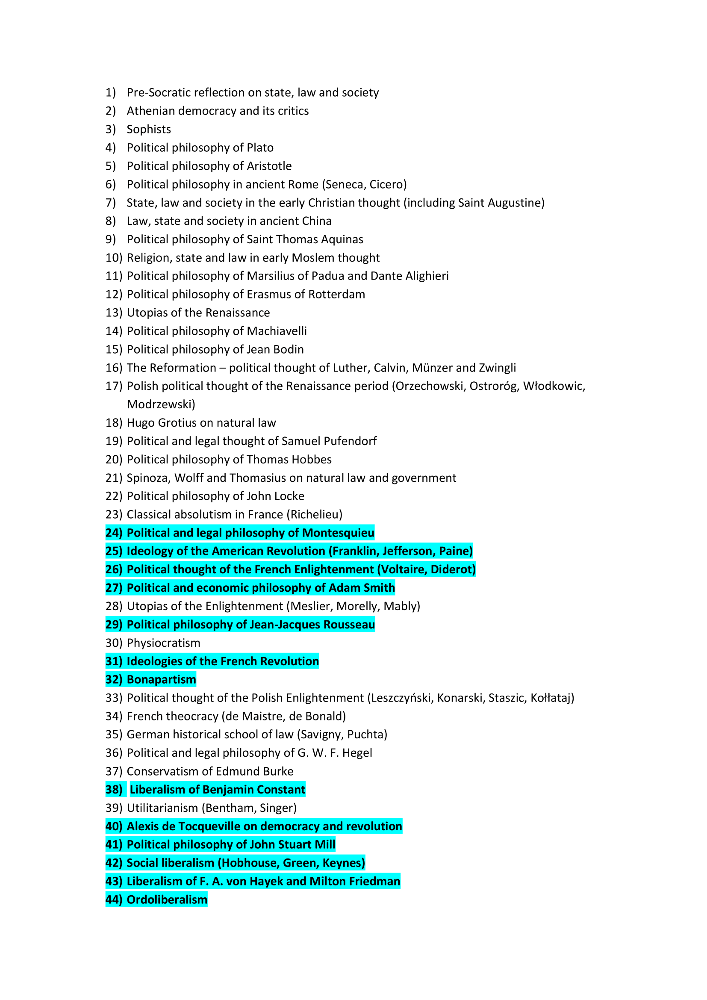 1) Pre-Socratic reflection on state, law and society
2) Athenian democracy and its critics
3) Sophists
4) Political philosophy of Plato
5) Political philosophy of Aristotle
6) Political philosophy in ancient Rome (Seneca, Cicero)
7) State, law and society in the early Christian thought (including Saint Augustine)
8) Law, state and society in ancient China
9) Political philosophy of Saint Thomas Aquinas
10) Religion, state and law in early Moslem thought
11) Political philosophy of Marsilius of Padua and Dante Alighieri
12) Political philosophy of Erasmus of Rotterdam
13) Utopias of the Renaissance
14) Political philosophy of Machiavelli
15) Political philosophy of Jean Bodin
16) The Reformation – political thought of Luther, Calvin, Münzer and Zwingli
17) Polish political thought of the Renaissance period (Orzechowski, Ostroróg, Włodkowic,
Modrzewski)
18) Hugo Grotius on natural law
19) Political and legal thought of Samuel Pufendorf
20) Political philosophy of Thomas Hobbes
21) Spinoza, Wolff and Thomasius on natural law and government
22) Political philosophy of John Locke
23) Classical absolutism in France (Richelieu)
24) Political and legal philosophy of Montesquieu
25) Ideology of the American Revolution (Franklin, Jefferson, Paine)
26) Political thought of the French Enlightenment (Voltaire, Diderot)
27) Political and economic philosophy of Adam Smith
28) Utopias of the Enlightenment (Meslier, Morelly, Mably)
29) Political philosophy of Jean-Jacques Rousseau
30) Physiocratism
31) Ideologies of the French Revolution
32) Bonapartism
33) Political thought of the Polish Enlightenment (Leszczyński, Konarski, Staszic, Kołłataj)
34) French theocracy (de Maistre, de Bonald)
35) German historical school of law (Savigny, Puchta)
36) Political and legal philosophy of G. W. F. Hegel
37) Conservatism of Edmund Burke
38) Liberalism of Benjamin Constant
39) Utilitarianism (Bentham, Singer)
40) Alexis de Tocqueville on democracy and revolution
41) Political philosophy of John Stuart Mill
42) Social liberalism (Hobhouse, Green, Keynes)
43) Liberalism of F. A. von Hayek and Milton Friedman
44) Ordoliberalism